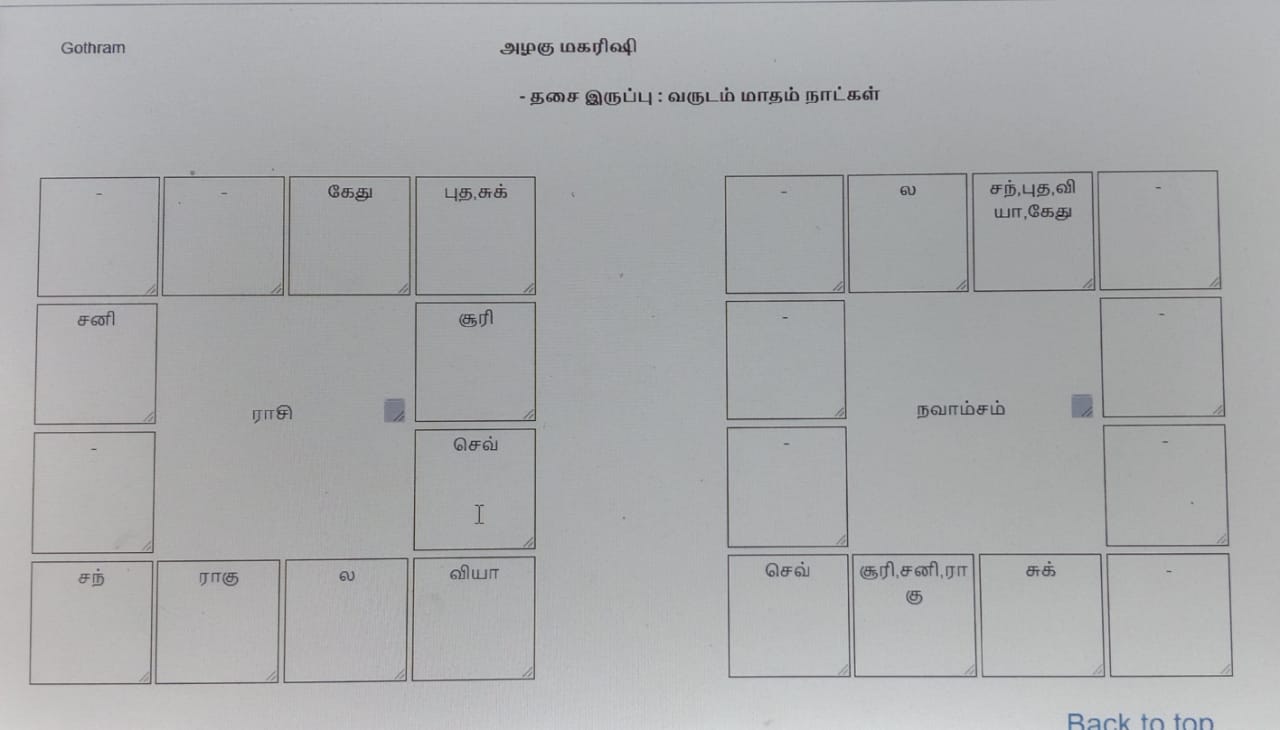 Gothram
அழகு மகரிஷி
- தசை இருப்பு : வருடம் மாதம் நாட்கள்
-
-
கேது
புத,சுக்
சனி
சூரி
ராசி
-
செவ்
சந்
ராகு
ல
வியா
-
ல
சந்,புத,வி
யா,கேது
-
-
-
நவாம்சம்
-
-
செவ்
சூரி,சனி,ரா
கு
சுக்
-
Back to top